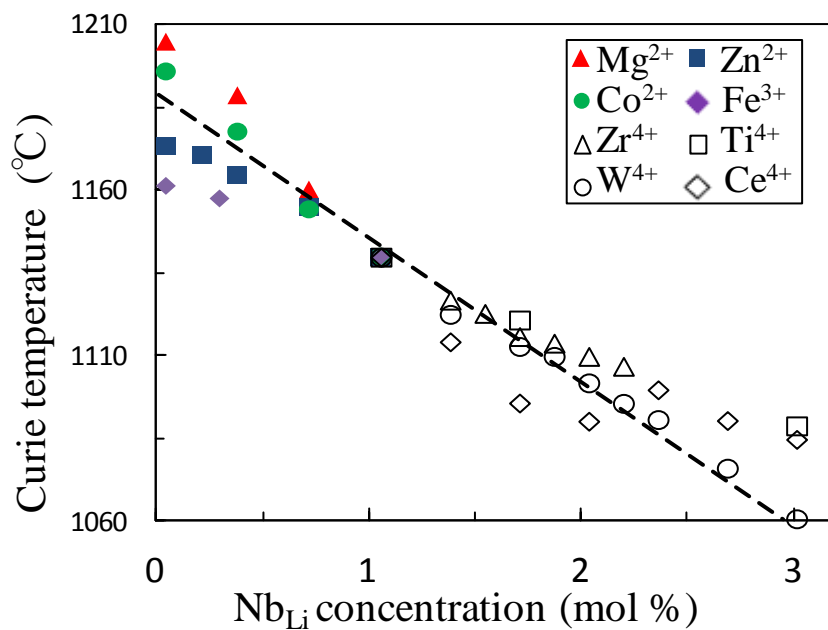 1210
1160
1110
1060
Curie temperature (℃)
Mg²⁺ Zn²⁺
Co²⁺ Fe³⁺
Zr⁴⁺ Ti⁴⁺
W⁴⁺ Ce⁴⁺
0 1 2 3
Nb_Li concentration (mol %)